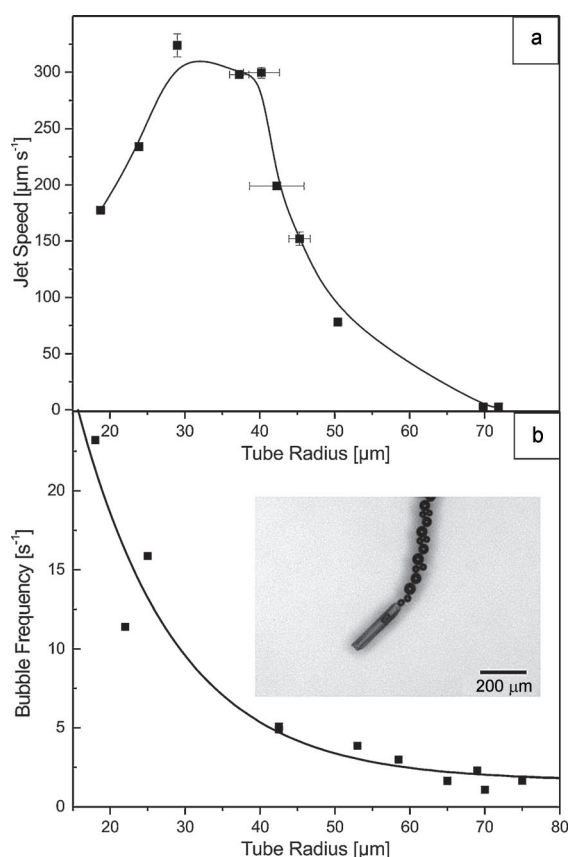 a
300
250
200
150
100
50
0
Jet Speed [µm s⁻¹]
20 30 40 50 60 70
Tube Radius [µm]
b
20
15
10
5
0
Bubble Frequency [s⁻¹]
200 µm
20 30 40 50 60 70 80
Tube Radius [µm]